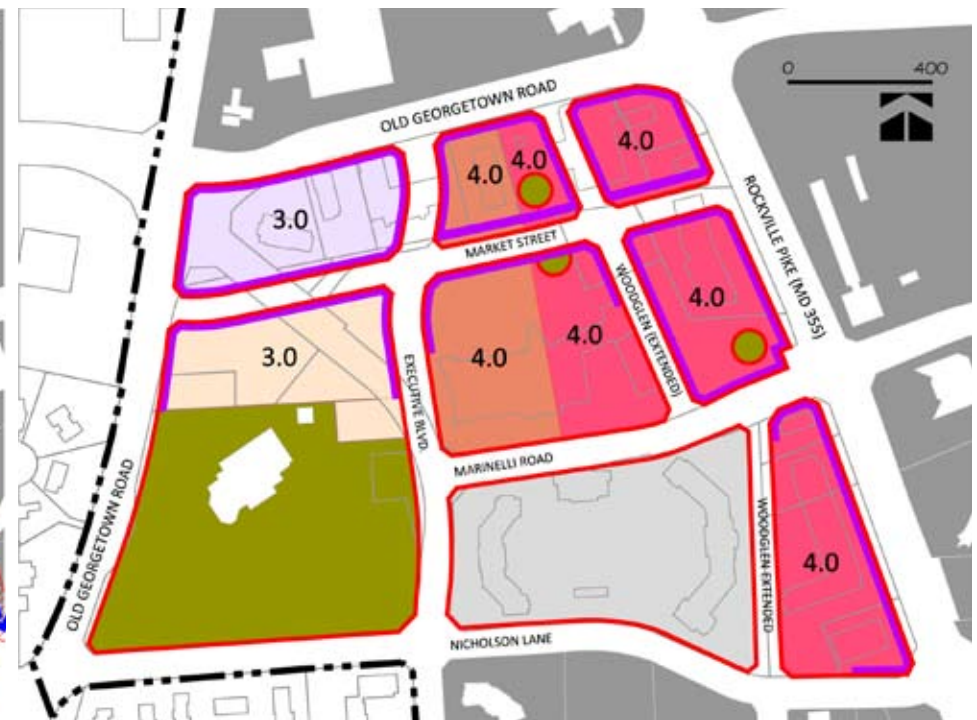 0 400
OLD GEORGETOWN ROAD
4.0
4.0
4.0
3.0
ROCKVILLE PIKE (MD 355)
MARKET STREET
WOODGLEN (EXTENDED)
4.0
4.0
4.0
3.0
EXECUTIVE BLVD.
MARINELLI ROAD
OLD GEORGETOWN ROAD
WOODGLEN EXTENDED
4.0
NICHOLSON LANE